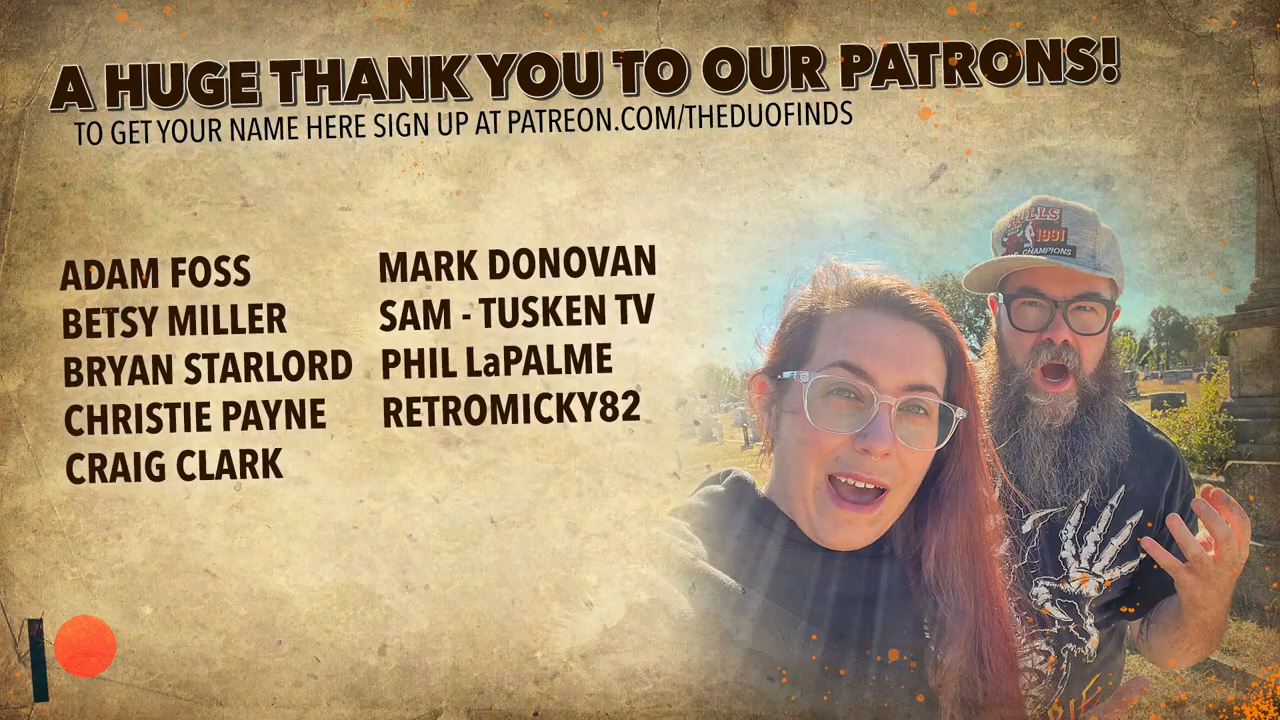 A HUGE THANK YOU TO OUR PATRONS!
TO GET YOUR NAME HERE SIGN UP AT PATREON.COM/THEDUOFINDS
ADAM FOSS
BETSY MILLER
BRYAN STARLORD
CHRISTIE PAYNE
CRAIG CLARK
MARK DONOVAN
SAM - TUSKEN TV
PHIL LaPALME
RETROMICKY82
BULLS
1991
CHAMPIONS